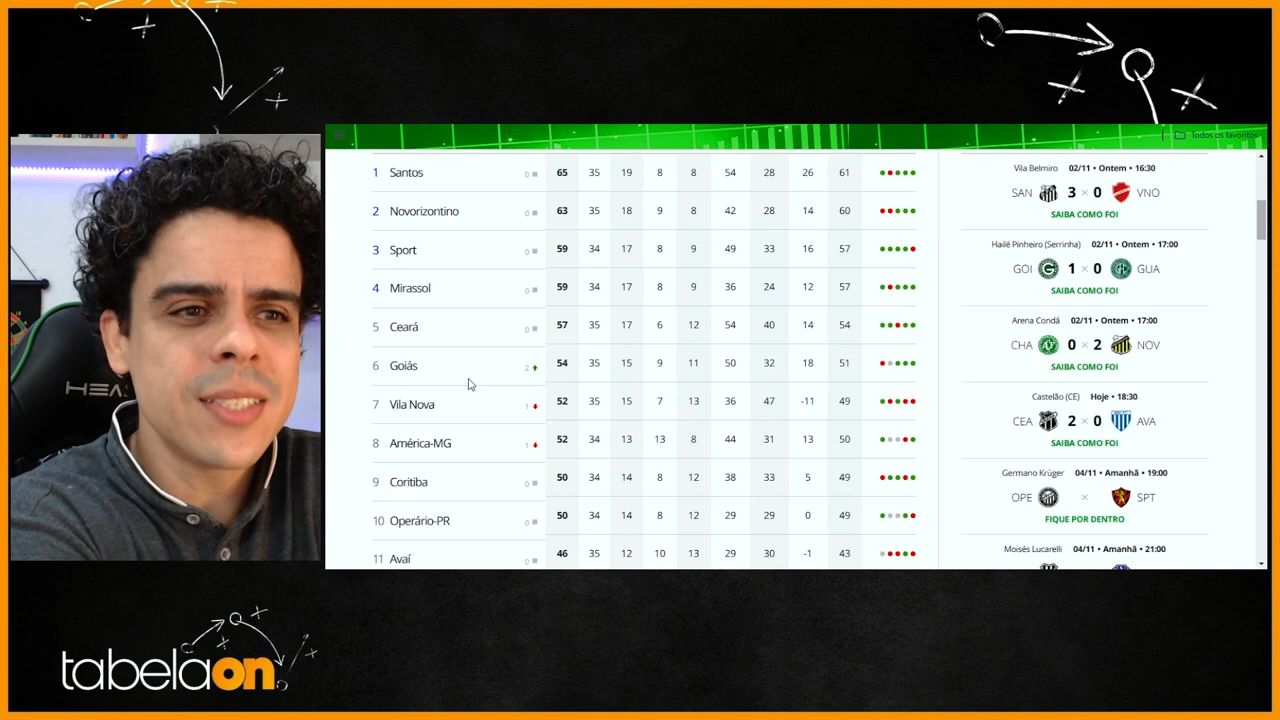 Todos os favoritos
1 Santos 0 65 35 19 8 8 54 28 26 61
2 Novorizontino 0 63 35 18 9 8 42 28 14 60
3 Sport 0 59 34 17 8 9 49 33 16 57
4 Mirassol 0 59 34 17 8 9 36 24 12 57
5 Ceará 0 57 35 17 6 12 54 40 14 54
6 Goiás 2 54 35 15 9 11 50 32 18 51
7 Vila Nova 1 52 35 15 7 13 36 47 -11 49
8 América-MG 1 52 34 13 13 8 44 31 13 50
9 Coritiba 0 50 34 14 8 12 38 33 5 49
10 Operário-PR 0 50 34 14 8 12 29 29 0 49
11 Avaí 0 46 35 12 10 13 29 30 -1 43
Vila Belmiro 02/11 • Ontem • 16:30
SAN 3 × 0 VNO
SAIBA COMO FOI
Hailé Pinheiro (Serrinha) 02/11 • Ontem • 17:00
GOI 1 × 0 GUA
SAIBA COMO FOI
Arena Condá 02/11 • Ontem • 17:00
CHA 0 × 2 NOV
SAIBA COMO FOI
Castelão (CE) Hoje • 18:30
CEA 2 × 0 AVA
SAIBA COMO FOI
Germano Krüger 04/11 • Amanhã • 19:00
OPE × SPT
FIQUE POR DENTRO
Moisés Lucarelli 04/11 • Amanhã • 21:00
tabelaon